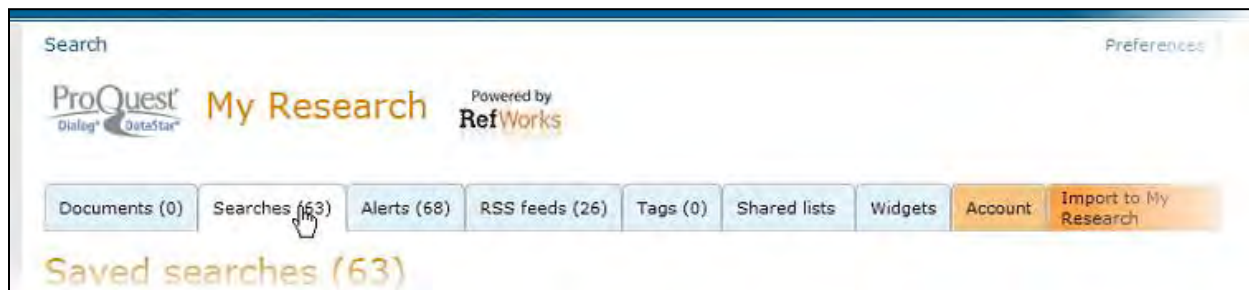 Search
Preferences
ProQuest
Dialog DataStar
My Research
Powered by
RefWorks
Documents (0)
Searches (63)
Alerts (68)
RSS feeds (26)
Tags (0)
Shared lists
Widgets
Account
Import to My
Research
Saved searches (63)